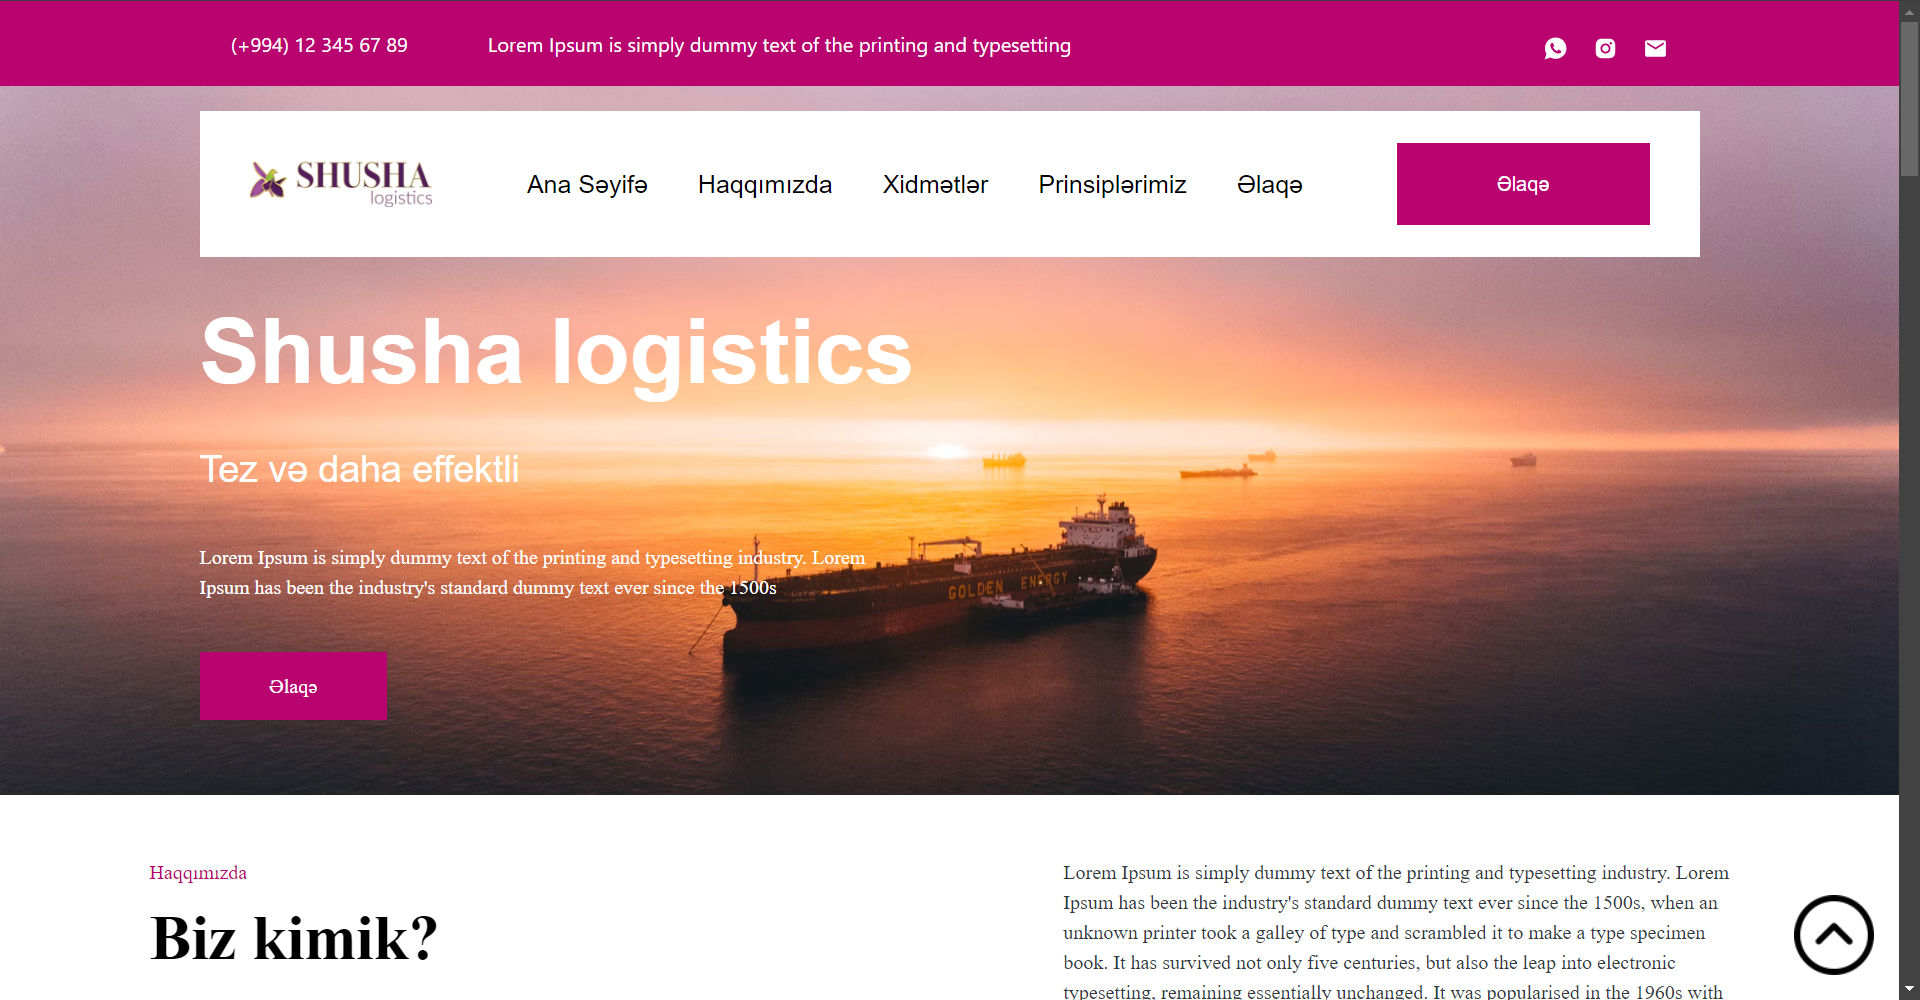 (+994) 12 345 67 89
Lorem Ipsum is simply dummy text of the printing and typesetting
SHUSHA
logistics
Ana Səyifə
Haqqımızda
Xidmətlər
Prinsiplərimiz
Əlaqə
Əlaqə
Shusha logistics
Tez və daha effektli
Lorem Ipsum is simply dummy text of the printing and typesetting industry. Lorem
Ipsum has been the industry's standard dummy text ever since the 1500s
GOLDEN ENERGY
Əlaqə
Haqqımızda
Biz kimik?
Lorem Ipsum is simply dummy text of the printing and typesetting industry. Lorem
Ipsum has been the industry's standard dummy text ever since the 1500s, when an
unknown printer took a galley of type and scrambled it to make a type specimen
book. It has survived not only five centuries, but also the leap into electronic
typesetting, remaining essentially unchanged. It was popularised in the 1960s with